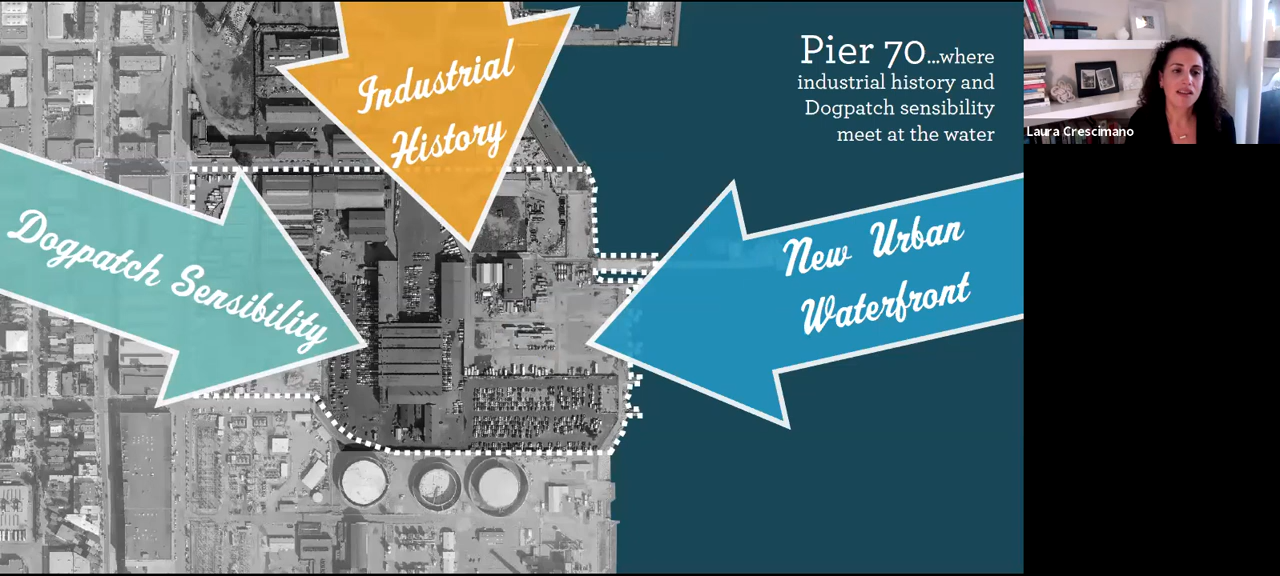 Industrial
History
Pier 70...where
industrial history and
Dogpatch sensibility
meet at the water
Laura Crescimano
Dogpatch Sensibility
New Urban
Waterfront